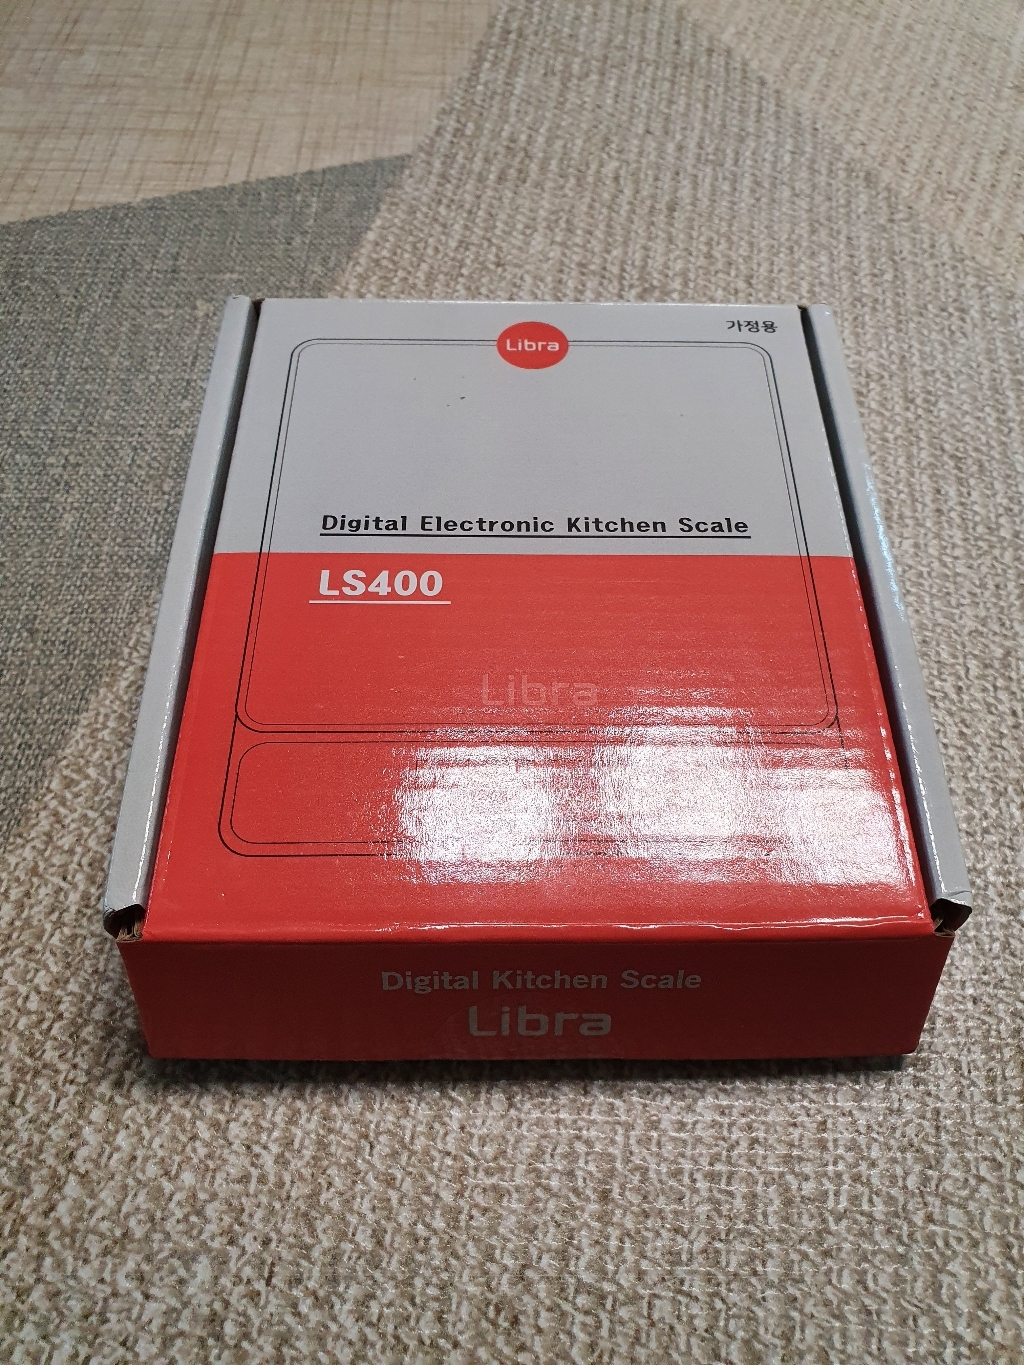 Libra
가정용
Digital Electronic Kitchen Scale
LS400
Libra
Digital Kitchen Scale
Libra